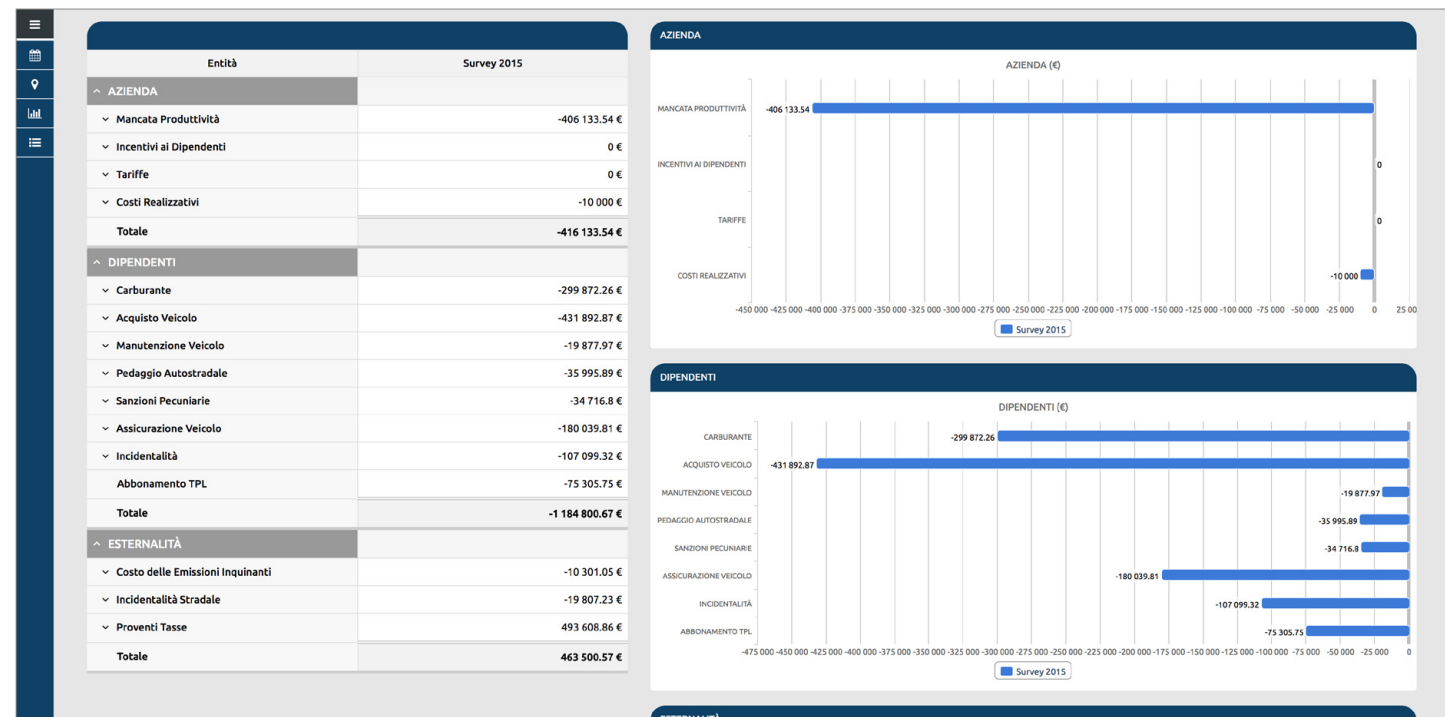 Entità Survey 2015
AZIENDA
Mancata Produttività -406 133.54 €
Incentivi ai Dipendenti 0 €
Tariffe 0 €
Costi Realizzativi -10 000 €
Totale -416 133.54 €
DIPENDENTI
Carburante -299 872.26 €
Acquisto Veicolo -431 892.87 €
Manutenzione Veicolo -19 877.97 €
Pedaggio Autostradale -35 995.89 €
Sanzioni Pecuniarie -34 716.8 €
Assicurazione Veicolo -180 039.81 €
Incidentalità -107 099.32 €
Abbonamento TPL -75 305.75 €
Totale -1 184 800.67 €
ESTERNALITÀ
Costo delle Emissioni Inquinanti -10 301.05 €
Incidentalità Stradale -19 807.23 €
Proventi Tasse 493 608.86 €
Totale 463 500.57 €
AZIENDA
AZIENDA (€)
MANCATA PRODUTTIVITÀ -406 133.54
INCENTIVI AI DIPENDENTI 0
TARIFFE 0
COSTI REALIZZATIVI -10 000
-450 000 -425 000 -400 000 -375 000 -350 000 -325 000 -300 000 -275 000 -250 000 -225 000 -200 000 -175 000 -150 000 -125 000 -100 000 -75 000 -50 000 -25 000 0 25 00
Survey 2015
DIPENDENTI
DIPENDENTI (€)
CARBURANTE -299 872.26
ACQUISTO VEICOLO -431 892.87
MANUTENZIONE VEICOLO -19 877.97
PEDAGGIO AUTOSTRADALE -35 995.89
SANZIONI PECUNIARIE -34 716.8
ASSICURAZIONE VEICOLO -180 039.81
INCIDENTALITÀ -107 099.32
ABBONAMENTO TPL -75 305.75
-475 000 -450 000 -425 000 -400 000 -375 000 -350 000 -325 000 -300 000 -275 000 -250 000 -225 000 -200 000 -175 000 -150 000 -125 000 -100 000 -75 000 -50 000 -25 000 0
Survey 2015
ESTERNALITÀ